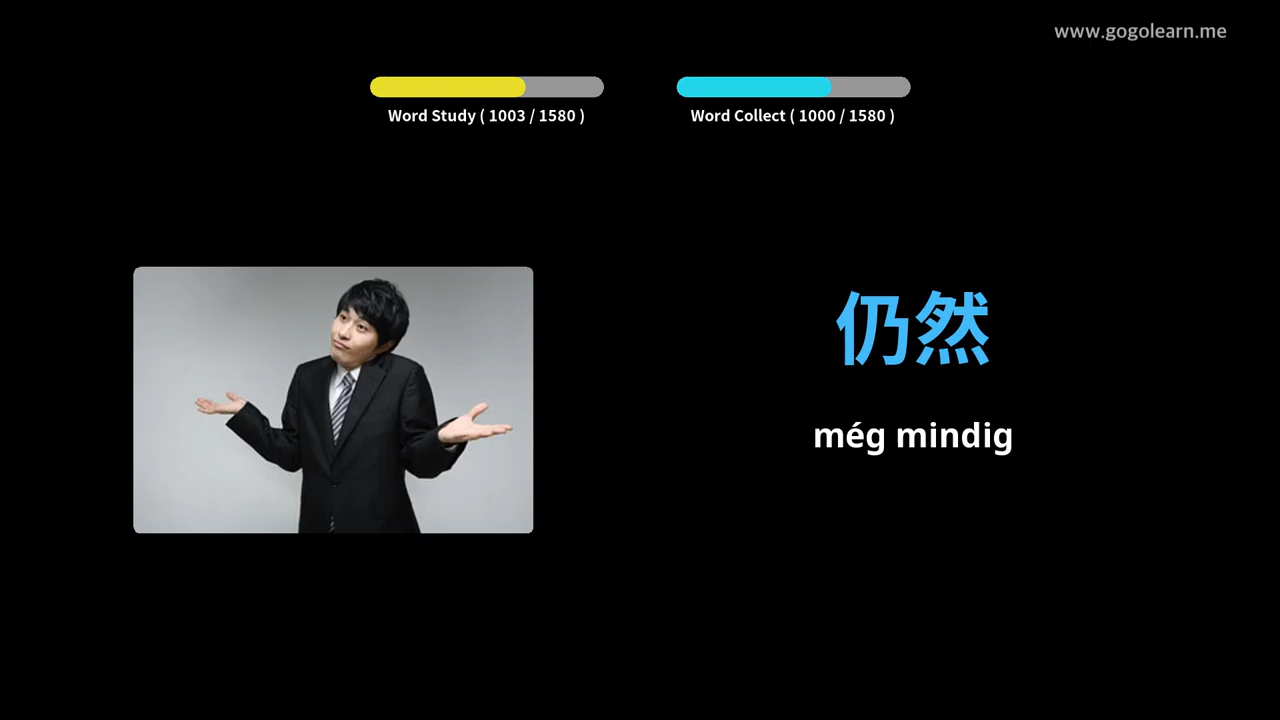 www.gogolearn.me
Word Study ( 1003 / 1580 )
Word Collect ( 1000 / 1580 )
仍然
még mindig